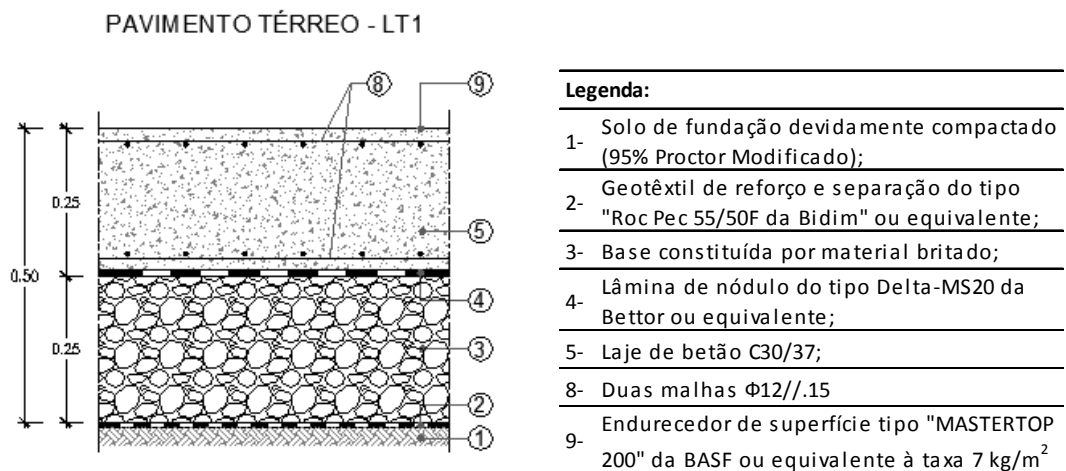 PAVIMENTO TÉRREO - LT1
8
9
0.25
5
0.50
4
0.25
3
2
1
Legenda:
1- Solo de fundação devidamente compactado
(95% Proctor Modificado);
2- Geotêxtil de reforço e separação do tipo
"Roc Pec 55/50F da Bidim" ou equivalente;
3- Base constituída por material britado;
4- Lâmina de nódulo do tipo Delta-MS20 da
Bettor ou equivalente;
5- Laje de betão C30/37;
8- Duas malhas Φ12//.15
9- Endurecedor de superfície tipo "MASTERTOP
200" da BASF ou equivalente à taxa 7 kg/m²